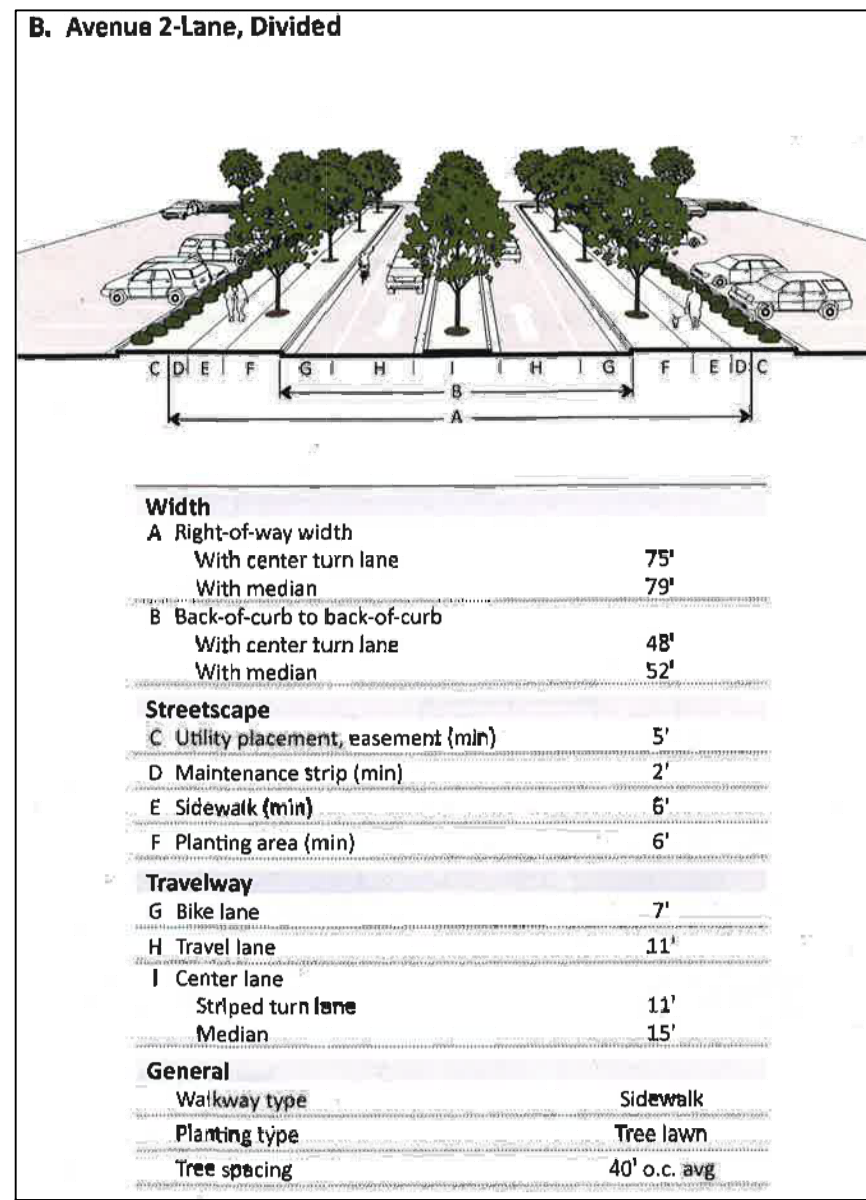 B. Avenue 2-Lane, Divided
C D E F G H I H G F E D C
B
A
Width
A Right-of-way width
With center turn lane 75'
With median 79'
B Back-of-curb to back-of-curb
With center turn lane 48'
With median 52'
Streetscape
C Utility placement, easement (min) 5'
D Maintenance strip (min) 2'
E Sidewalk (min) 6'
F Planting area (min) 6'
Travelway
G Bike lane 7'
H Travel lane 11'
I Center lane
Striped turn lane 11'
Median 15'
General
Walkway type Sidewalk
Planting type Tree lawn
Tree spacing 40' o.c. avg